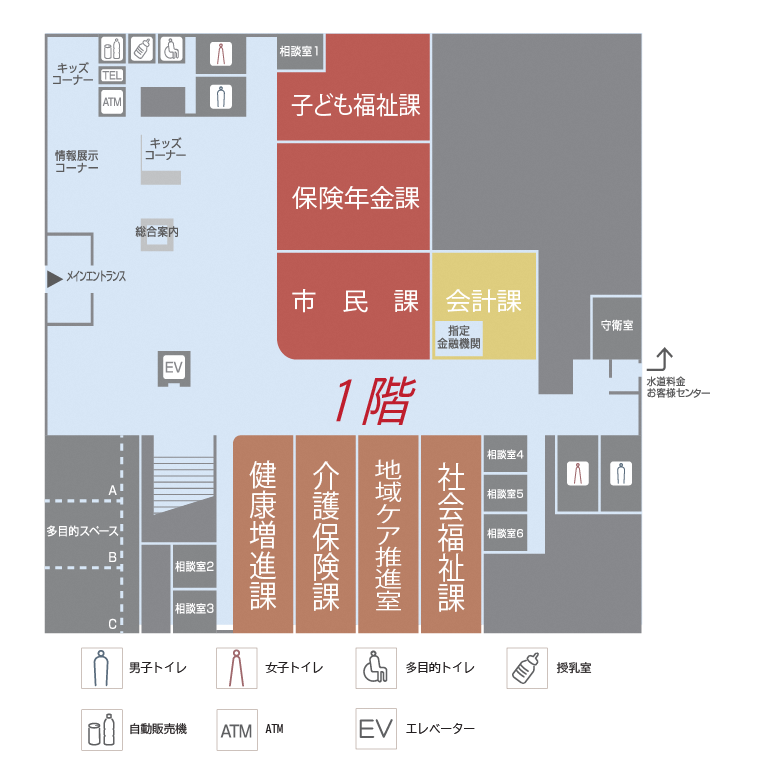 キッズ
コーナー
TEL
ATM
相談室1
子ども福祉課
情報展示
コーナー
キッズ
コーナー
保険年金課
総合案内
メインエントランス
市民課
会計課
指定
金融機関
守衛室
EV
水道料金
お客様センター
1階
A
多目的スペース
B
C
相談室2
相談室3
健康増進課
介護保険課
地域ケア推進室
社会福祉課
相談室4
相談室5
相談室6
男子トイレ
女子トイレ
多目的トイレ
授乳室
自動販売機
ATM
ATM
EV
エレベーター